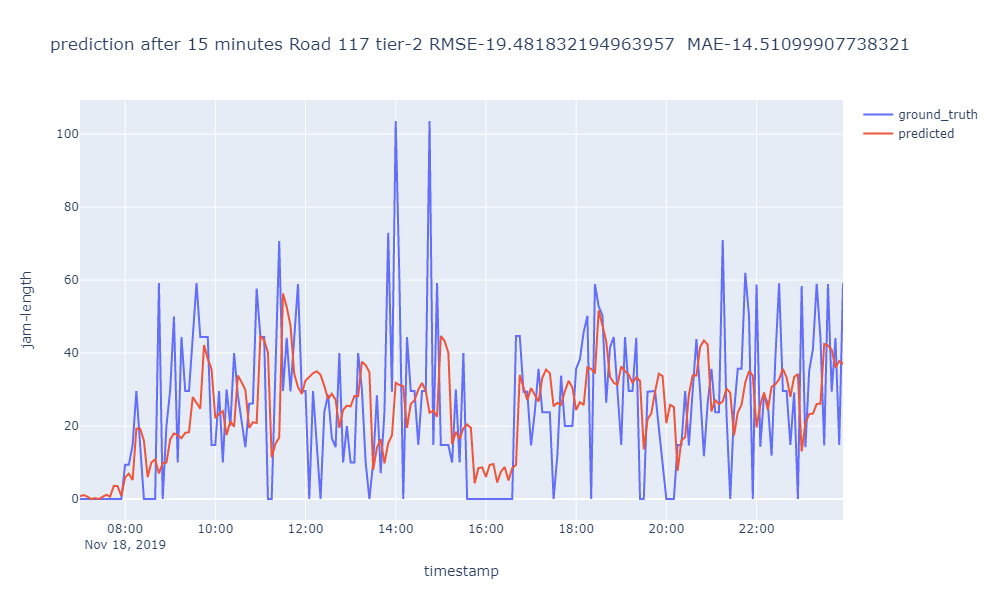 prediction after 15 minutes Road 117 tier-2 RMSE-19.481832194963957 MAE-14.51099907738321
ground_truth
predicted
100
80
60
40
20
0
jam-length
08:00 10:00 12:00 14:00 16:00 18:00 20:00 22:00
Nov 18, 2019
timestamp